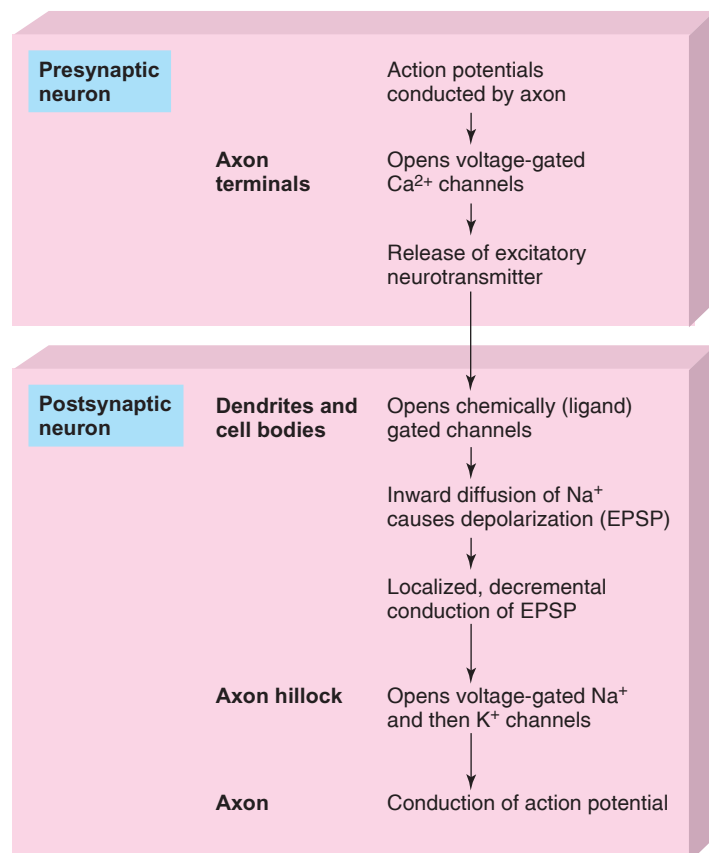 Presynaptic
neuron
Action potentials
conducted by axon
Axon
terminals
Opens voltage-gated
Ca²⁺ channels
Release of excitatory
neurotransmitter
Postsynaptic
neuron
Dendrites and
cell bodies
Opens chemically (ligand)
gated channels
Inward diffusion of Na⁺
causes depolarization (EPSP)
Localized, decremental
conduction of EPSP
Axon hillock
Opens voltage-gated Na⁺
and then K⁺ channels
Axon
Conduction of action potential